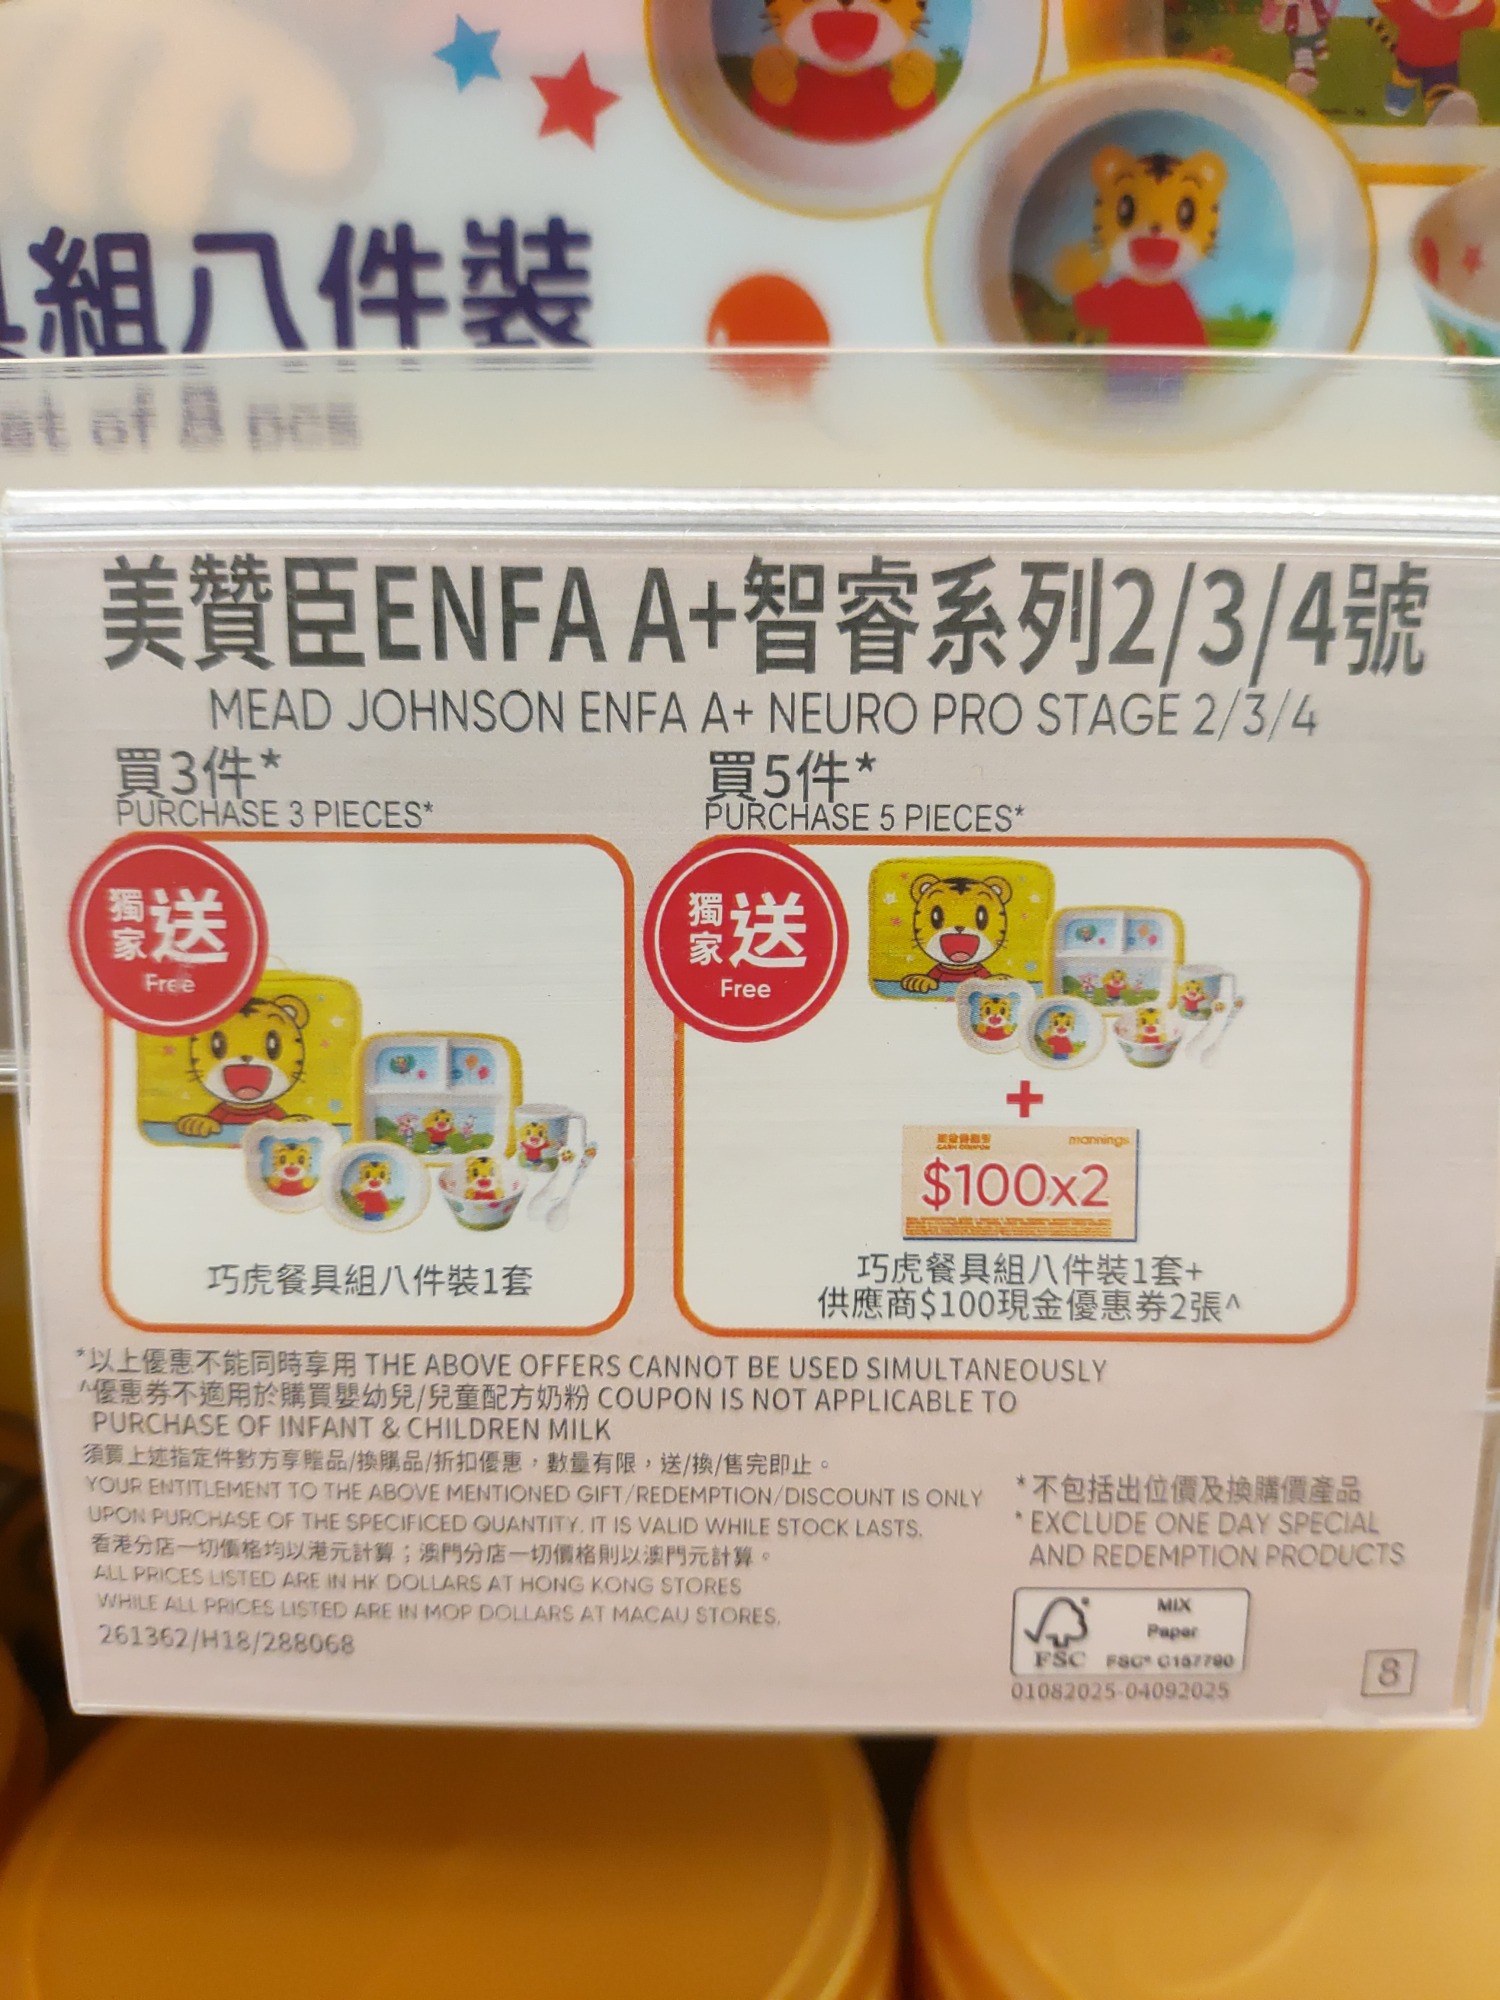 組八件裝
美贊臣ENFA A+智睿系列2/3/4號
MEAD JOHNSON ENFA A+ NEURO PRO STAGE 2/3/4
買3件*
PURCHASE 3 PIECES*
獨家送
Free
巧虎餐具組八件裝1套
買5件*
PURCHASE 5 PIECES*
獨家送
Free
+
CASH COUPON
mannings
$100x2
巧虎餐具組八件裝1套+
供應商$100現金優惠券2張^
*以上優惠不能同時享用 THE ABOVE OFFERS CANNOT BE USED SIMULTANEOUSLY
^優惠券不適用於購買嬰幼兒/兒童配方奶粉 COUPON IS NOT APPLICABLE TO
PURCHASE OF INFANT & CHILDREN MILK
須買上述指定件數方享贈品/換購品/折扣優惠，數量有限，送/換/售完即止。
YOUR ENTITLEMENT TO THE ABOVE MENTIONED GIFT/REDEMPTION/DISCOUNT IS ONLY
UPON PURCHASE OF THE SPECIFICED QUANTITY. IT IS VALID WHILE STOCK LASTS.
香港分店一切價格均以港元計算；澳門分店一切價格則以澳門元計算。
ALL PRICES LISTED ARE IN HK DOLLARS AT HONG KONG STORES
WHILE ALL PRICES LISTED ARE IN MOP DOLLARS AT MACAU STORES.
261362/H18/288068
*不包括出位價及換購價產品
*EXCLUDE ONE DAY SPECIAL
AND REDEMPTION PRODUCTS
FSC
MIX
Paper
FSC® C157790
01082025-04092025
8